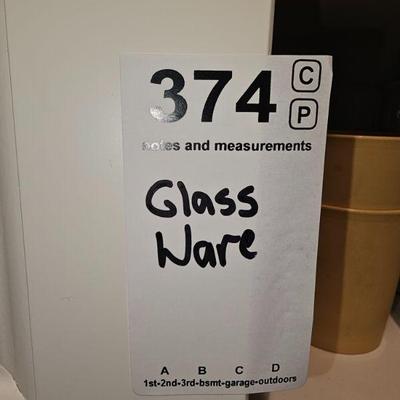 374 C
P
notes and measurements
Glass
Ware
A B C D
1st-2nd-3rd-bsmt-garage-outdoors